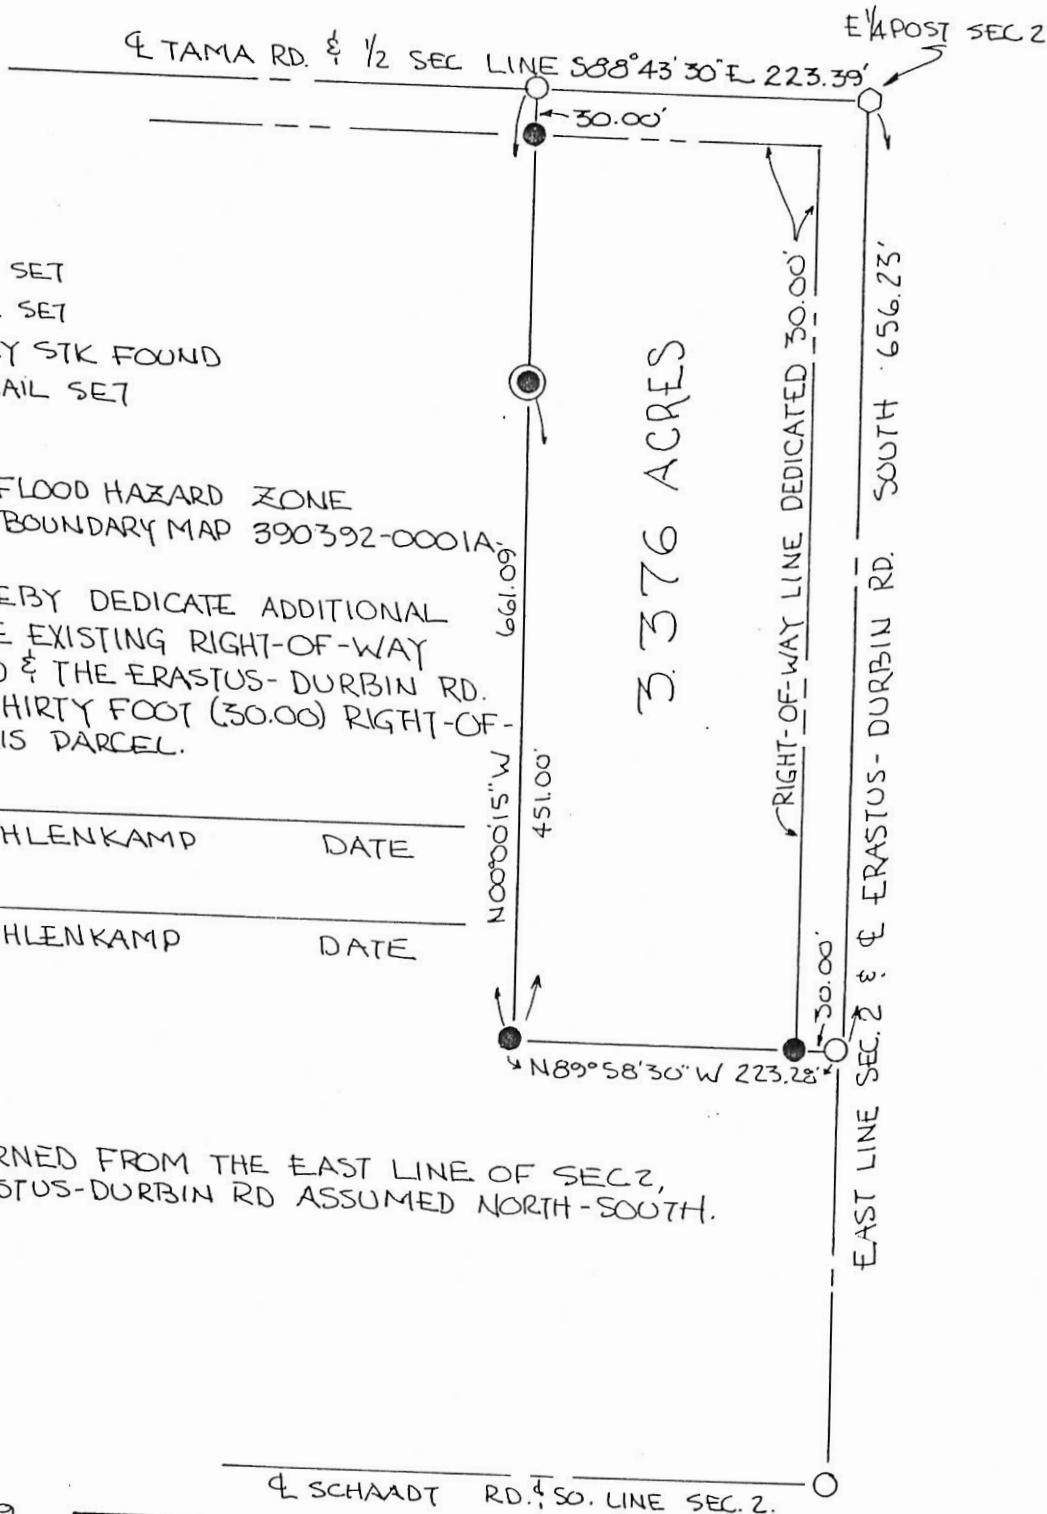 E 1/4 POST SEC 2
℄ TAMA RD. & 1/2 SEC LINE S88°43'30"E 223.39'
30.00'
SET
SET
STK FOUND
SET
FLOOD HAZARD ZONE
BOUNDARY MAP 390392-0001A
EBY DEDICATE ADDITIONAL
E EXISTING RIGHT-OF-WAY
& THE ERASTUS-DURBIN RD.
HIRTY FOOT (30.00) RIGHT-OF-
IS PARCEL.
HLENKAMP DATE
HLENKAMP DATE
N00°00'15"W 661.09
451.00'
3.376 ACRES
RIGHT-OF-WAY LINE DEDICATED 30.00'
SOUTH 656.23'
EAST LINE SEC. 2 & ℄ ERASTUS-DURBIN RD.
30.00'
N89°58'30"W 223.28'
RNED FROM THE EAST LINE OF SEC 2,
STUS-DURBIN RD ASSUMED NORTH-SOUTH.
℄ SCHAADT RD. & SO. LINE SEC. 2.